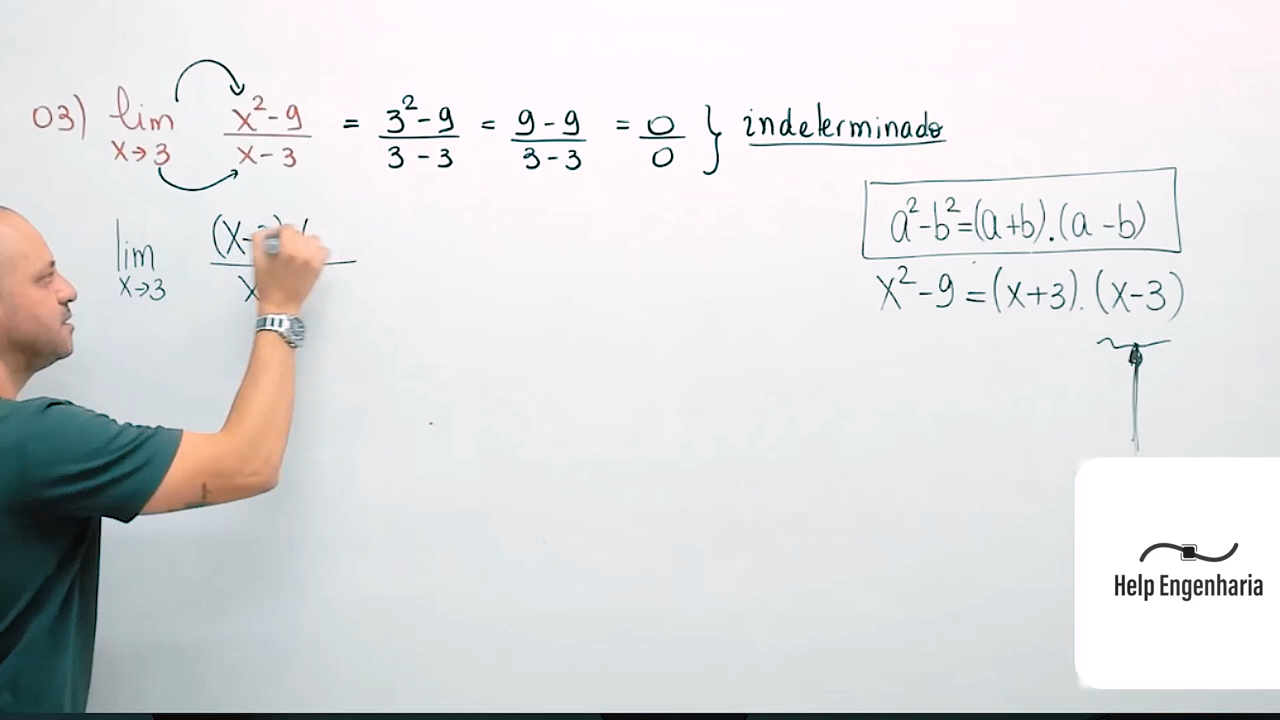 03) lim x→3 x²-9 / x-3 = 3²-9 / 3-3 = 9-9 / 3-3 = 0 / 0 } indeterminado
a²-b²=(a+b).(a-b)
lim x→3 (X- ) ( / x
x²-9=(x+3).(x-3)
Help Engenharia